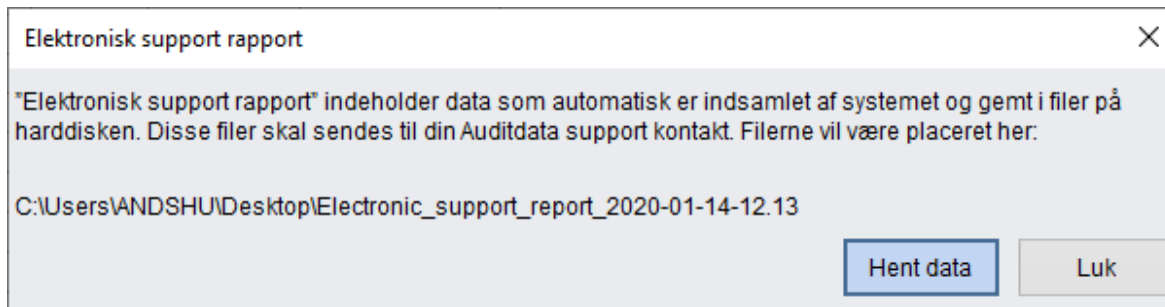 Elektronisk support rapport
"Elektronisk support rapport" indeholder data som automatisk er indsamlet af systemet og gemt i filer på
harddisken. Disse filer skal sendes til din Auditdata support kontakt. Filerne vil være placeret her:
C:\Users\ANDSHU\Desktop\Electronic_support_report_2020-01-14-12.13
Hent data
Luk